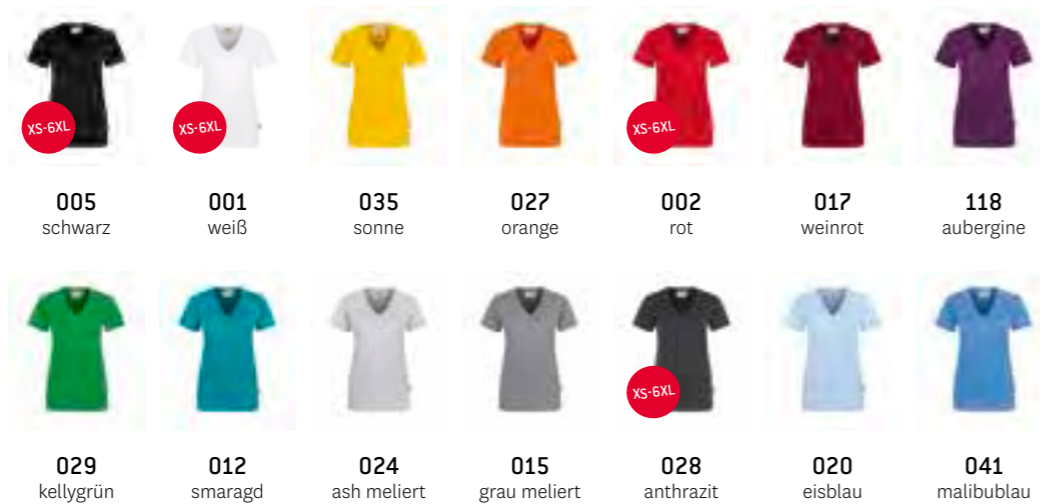 XS-6XL
XS-6XL
XS-6XL
005
schwarz
001
weiß
035
sonne
027
orange
002
rot
017
weinrot
118
aubergine
XS-6XL
029
kellygrün
012
smaragd
024
ash meliert
015
grau meliert
028
anthrazit
020
eisblau
041
malibublau